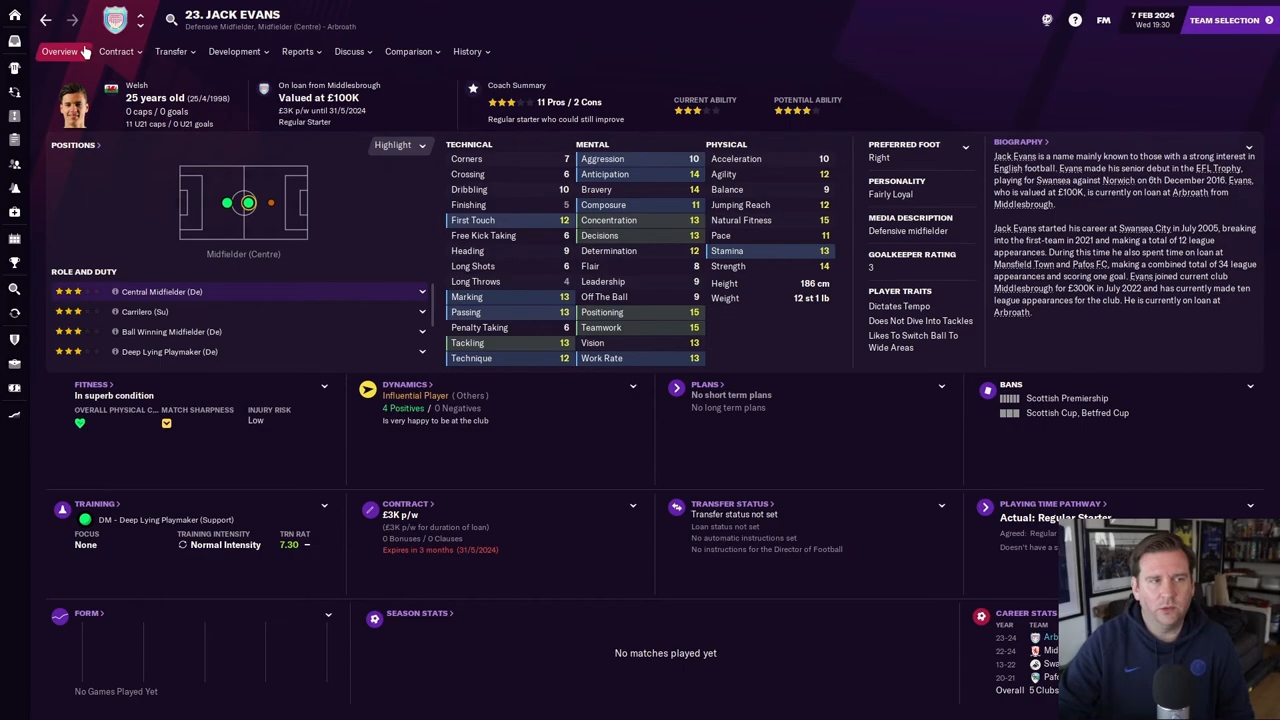 23. JACK EVANS
Defensive Midfielder, Midfielder (Centre) - Arbroath
FM
7 FEB 2024
Wed 19:30
TEAM SELECTION
Overview
Contract
Transfer
Development
Reports
Discuss
Comparison
History
Welsh
25 years old (25/4/1998)
0 caps / 0 goals
11 U21 caps / 0 U21 goals
On loan from Middlesbrough
Valued at £100K
£3K p/w until 31/5/2024
Regular Starter
Coach Summary
11 Pros / 2 Cons
Regular starter who could still improve
CURRENT ABILITY
POTENTIAL ABILITY
POSITIONS
Highlight
Midfielder (Centre)
ROLE AND DUTY
Central Midfielder (De)
Carrilero (Su)
Ball Winning Midfielder (De)
Deep Lying Playmaker (De)
TECHNICAL
Corners 7
Crossing 6
Dribbling 10
Finishing 5
First Touch 12
Free Kick Taking 6
Heading 9
Long Shots 6
Long Throws 4
Marking 13
Passing 13
Penalty Taking 6
Tackling 13
Technique 12
MENTAL
Aggression 10
Anticipation 14
Bravery 14
Composure 11
Concentration 13
Decisions 13
Determination 12
Flair 8
Leadership 9
Off The Ball 9
Positioning 15
Teamwork 15
Vision 13
Work Rate 13
PHYSICAL
Acceleration 10
Agility 12
Balance 9
Jumping Reach 12
Natural Fitness 15
Pace 11
Stamina 13
Strength 14
Height 186 cm
Weight 12 st 1 lb
PREFERRED FOOT
Right
PERSONALITY
Fairly Loyal
MEDIA DESCRIPTION
Defensive midfielder
GOALKEEPER RATING
3
PLAYER TRAITS
Dictates Tempo
Does Not Dive Into Tackles
Likes To Switch Ball To
Wide Areas
BIOGRAPHY
Jack Evans is a name mainly known to those with a strong interest in
English football. Evans made his senior debut in the EFL Trophy,
playing for Swansea against Norwich on 6th December 2016. Evans,
who was valued at £100K, is currently on loan at Arbroath from
Middlesbrough.
Jack Evans started his career at Swansea City in July 2005, breaking
into the first-team in 2021 and making a total of 12 league
appearances. During this time he also spent time on loan at
Mansfield Town and Pafos FC, making a combined total of 34 league
appearances and scoring one goal. Evans joined current club
Middlesbrough for £300K in July 2022 and has currently made ten
league appearances for the club. He is currently on loan at
Arbroath.
FITNESS
In superb condition
OVERALL PHYSICAL C... MATCH SHARPNESS INJURY RISK
Low
DYNAMICS
Influential Player (Others)
4 Positives / 0 Negatives
Is very happy to be at the club
PLANS
No short term plans
No long term plans
BANS
Scottish Premiership
Scottish Cup, Betfred Cup
TRAINING
DM - Deep Lying Playmaker (Support)
FOCUS TRAINING INTENSITY TRN RAT
None Normal Intensity 7.30 –
CONTRACT
£3K p/w
(£3K p/w for duration of loan)
0 Bonuses / 0 Clauses
Expires in 3 months (31/5/2024)
TRANSFER STATUS
Transfer status not set
Loan status not set
No automatic instructions set
No instructions for the Director of Football
PLAYING TIME PATHWAY
Actual: Regular Starter
Agreed: Regular
Doesn't have a
FORM
No Games Played Yet
SEASON STATS
No matches played yet
CAREER STATS
YEAR TEAM
23-24 Arb
22-24 Mid
13-22 Swa
20-21 Paf
Overall 5 Clubs